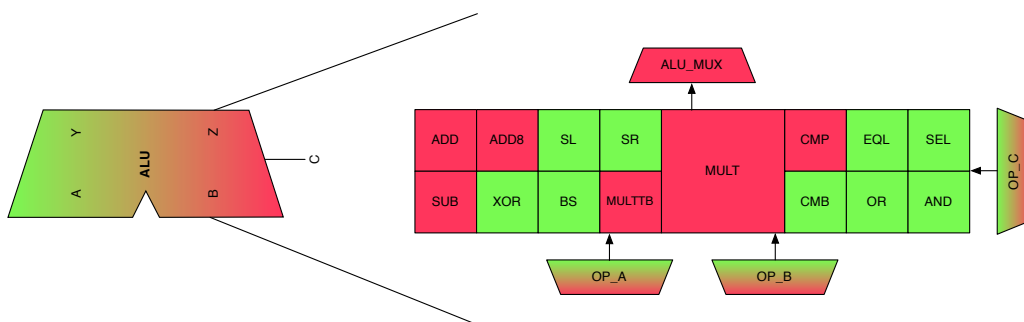 Y
Z
ALU
C
A
B
ALU_MUX
ADD ADD8 SL SR MULT CMP EQL SEL
SUB XOR BS MULTTB CMB OR AND
OP_C
OP_A
OP_B